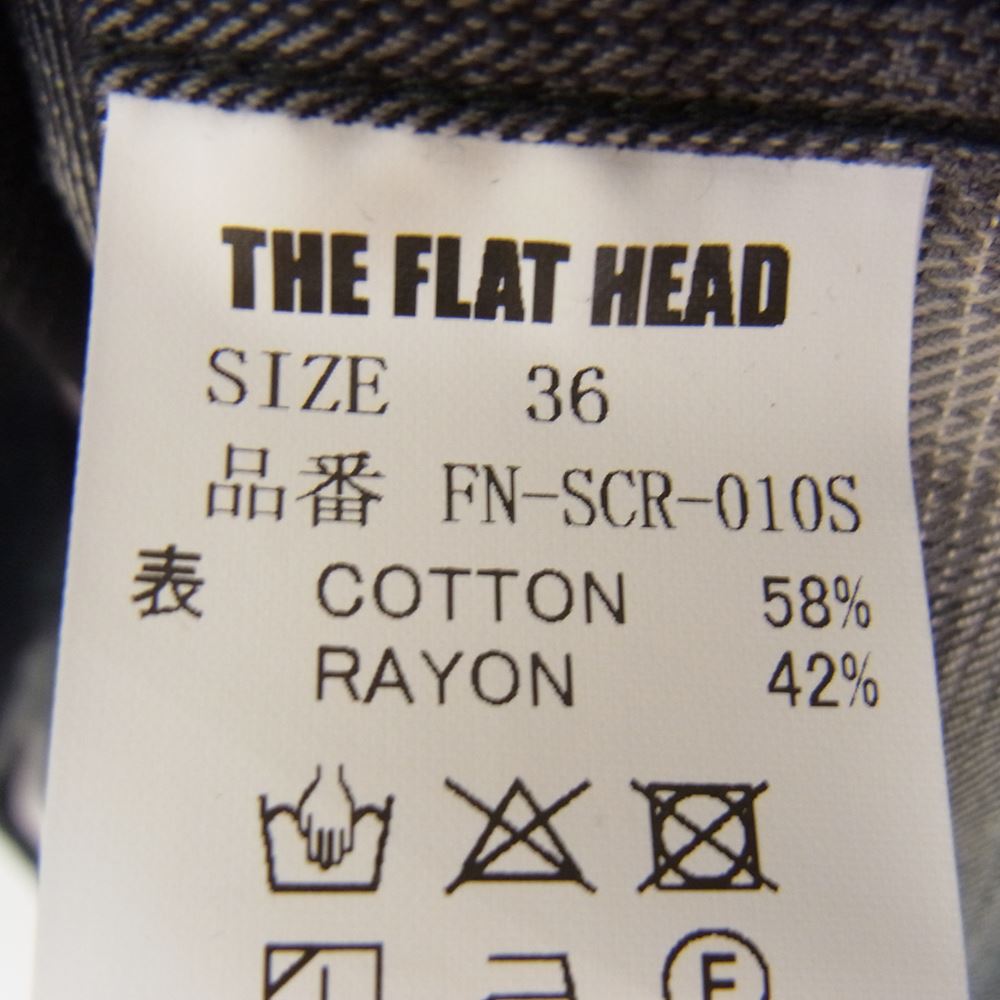 THE FLAT HEAD
SIZE 36
品番 FN-SCR-010S
表 COTTON 58%
RAYON 42%
F